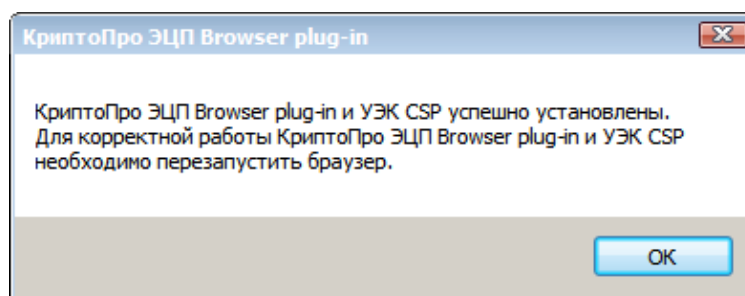 КриптоПро ЭЦП Browser plug-in
КриптоПро ЭЦП Browser plug-in и УЭК CSP успешно установлены.
Для корректной работы КриптоПро ЭЦП Browser plug-in и УЭК CSP
необходимо перезапустить браузер.
ОК